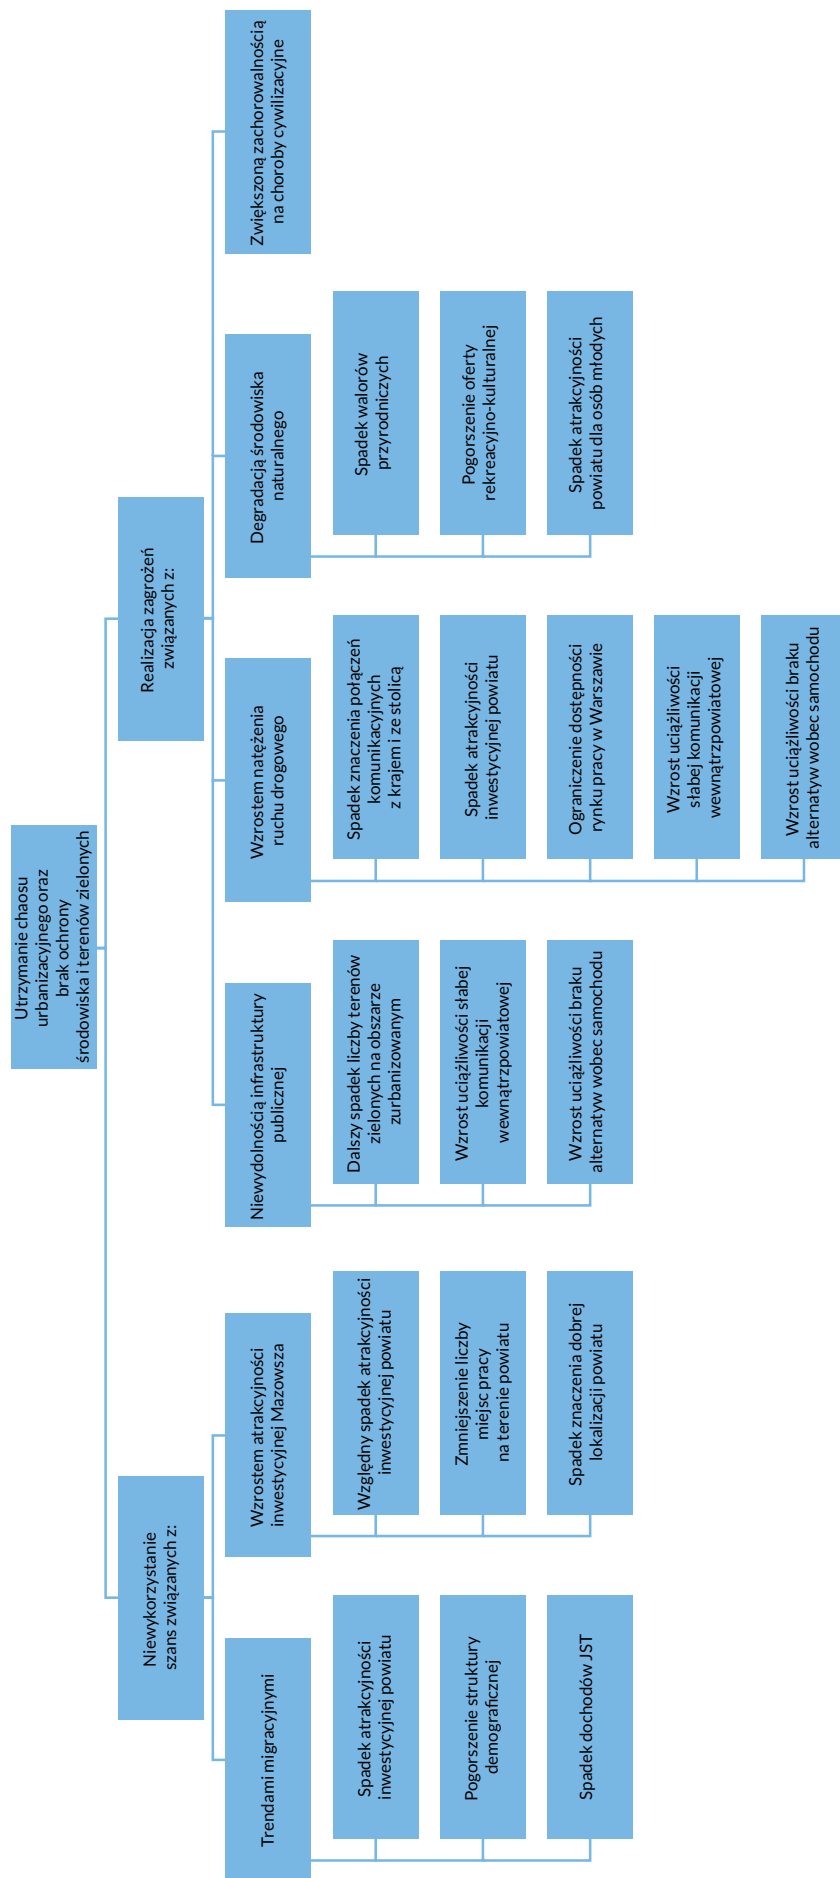 Utrzymanie chaosu
urbanizacyjnego oraz
brak ochrony
środowiska i terenów zielonych
Niewykorzystanie
szans związanych z:
Trendami migracyjnymi
Spadek atrakcyjności
inwestycyjnej powiatu
Pogorszenie struktury
demograficznej
Spadek dochodów JST
Wzrostem atrakcyjności
inwestycyjnej Mazowsza
Względny spadek atrakcyjności
inwestycyjnej powiatu
Zmniejszenie liczby
miejsc pracy
na terenie powiatu
Spadek znaczenia dobrej
lokalizacji powiatu
Realizacja zagrożeń
związanych z:
Niewydolnością infrastruktury
publicznej
Dalszy spadek liczby terenów
zielonych na obszarze
zurbanizowanym
Wzrost uciążliwości słabej
komunikacji
wewnątrzpowiatowej
Wzrost uciążliwości braku
alternatyw wobec samochodu
Wzrostem natężenia
ruchu drogowego
Spadek znaczenia połączeń
komunikacyjnych
z krajem i ze stolicą
Spadek atrakcyjności
inwestycyjnej powiatu
Ograniczenie dostępności
rynku pracy w Warszawie
Wzrost uciążliwości
słabej komunikacji
wewnątrzpowiatowej
Wzrost uciążliwości braku
alternatyw wobec samochodu
Degradacją środowiska
naturalnego
Spadek walorów
przyrodniczych
Pogorszenie oferty
rekreacyjno-kulturalnej
Spadek atrakcyjności
powiatu dla osób młodych
Zwiększoną zachorowalnością
na choroby cywilizacyjne